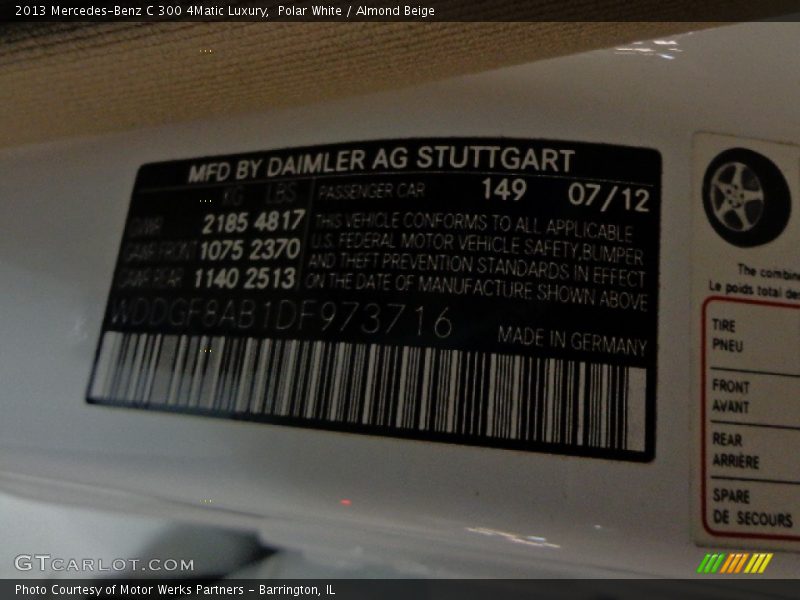 2013 Mercedes-Benz C 300 4Matic Luxury, Polar White / Almond Beige
MFD BY DAIMLER AG STUTTGART
KG LBS PASSENGER CAR 149 07/12
GVWR 2185 4817 THIS VEHICLE CONFORMS TO ALL APPLICABLE
GAWR FRONT 1075 2370 U.S. FEDERAL MOTOR VEHICLE SAFETY,BUMPER
GAWR REAR 1140 2513 AND THEFT PREVENTION STANDARDS IN EFFECT
ON THE DATE OF MANUFACTURE SHOWN ABOVE
WDDGF8AB1DF973716 MADE IN GERMANY
The combine
Le poids total de
TIRE
PNEU
FRONT
AVANT
REAR
ARRIÈRE
SPARE
DE SECOURS
GTCARLOT.COM
Photo Courtesy of Motor Werks Partners - Barrington, IL